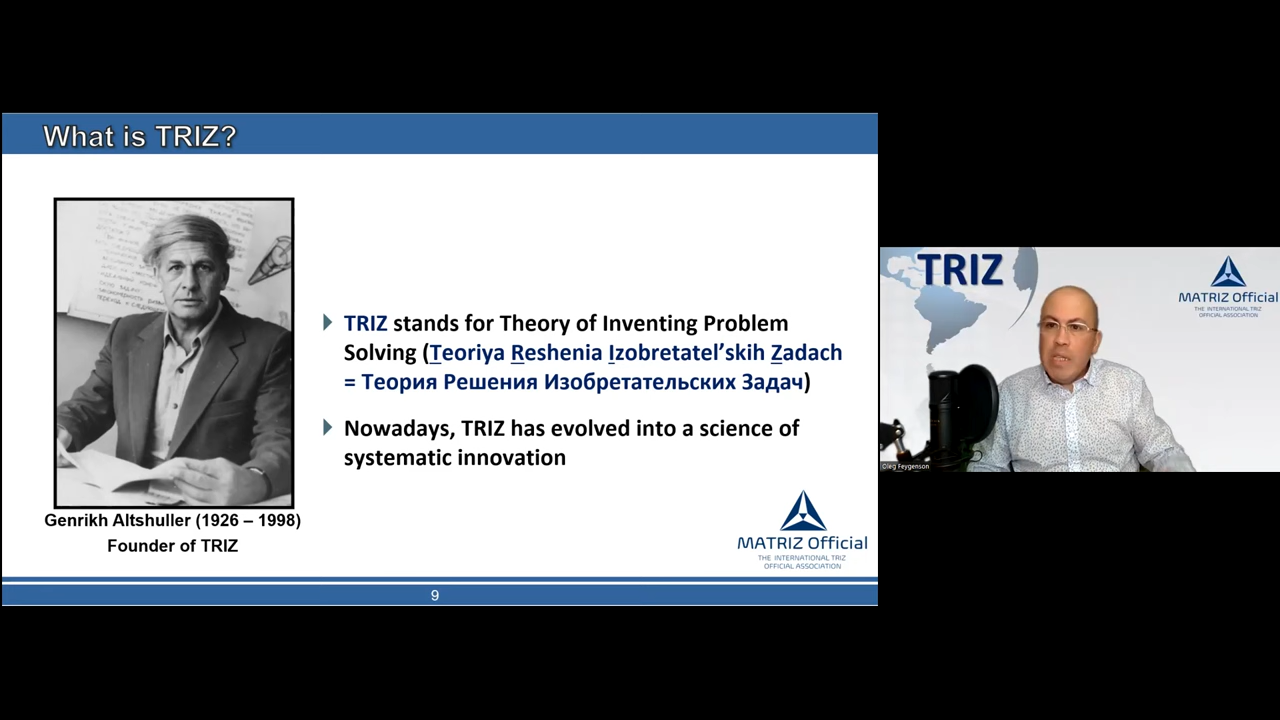 What is TRIZ?
TRIZ stands for Theory of Inventing Problem
Solving (Teoriya Reshenia Izobretatel’skih Zadach
= Теория Решения Изобретательских Задач)
Nowadays, TRIZ has evolved into a science of
systematic innovation
Genrikh Altshuller (1926 – 1998)
Founder of TRIZ
MATRIZ Official
THE INTERNATIONAL TRIZ
OFFICIAL ASSOCIATION
9
TRIZ
MATRIZ Official
THE INTERNATIONAL TRIZ
OFFICIAL ASSOCIATION
Oleg Feygenson